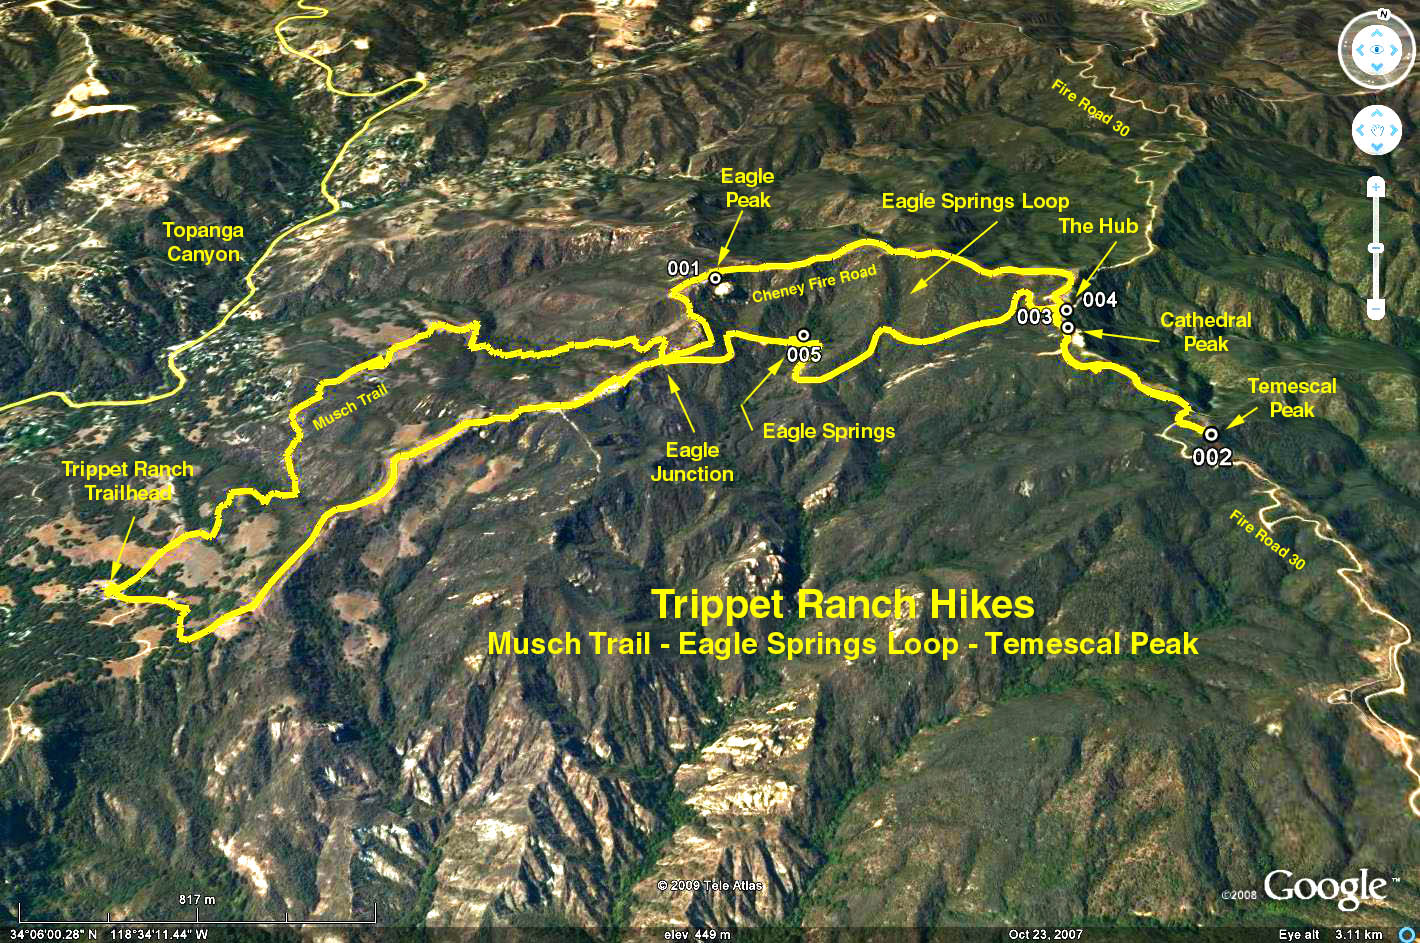 N
Fire Road 30
Eagle
Peak
Eagle Springs Loop
The Hub
Topanga
Canyon
001
Cheney Fire Road
004
003
Cathedral
Peak
005
Musch Trail
Temescal
Peak
Eagle Springs
Eagle
Junction
002
Trippet Ranch
Trailhead
Fire Road 30
Trippet Ranch Hikes
Musch Trail - Eagle Springs Loop - Temescal Peak
© 2009 Tele Atlas
©2008 Google™
817 m
34°06'00.28" N 118°34'11.44" W
elev 449 m
Oct 23, 2007
Eye alt 3.11 km